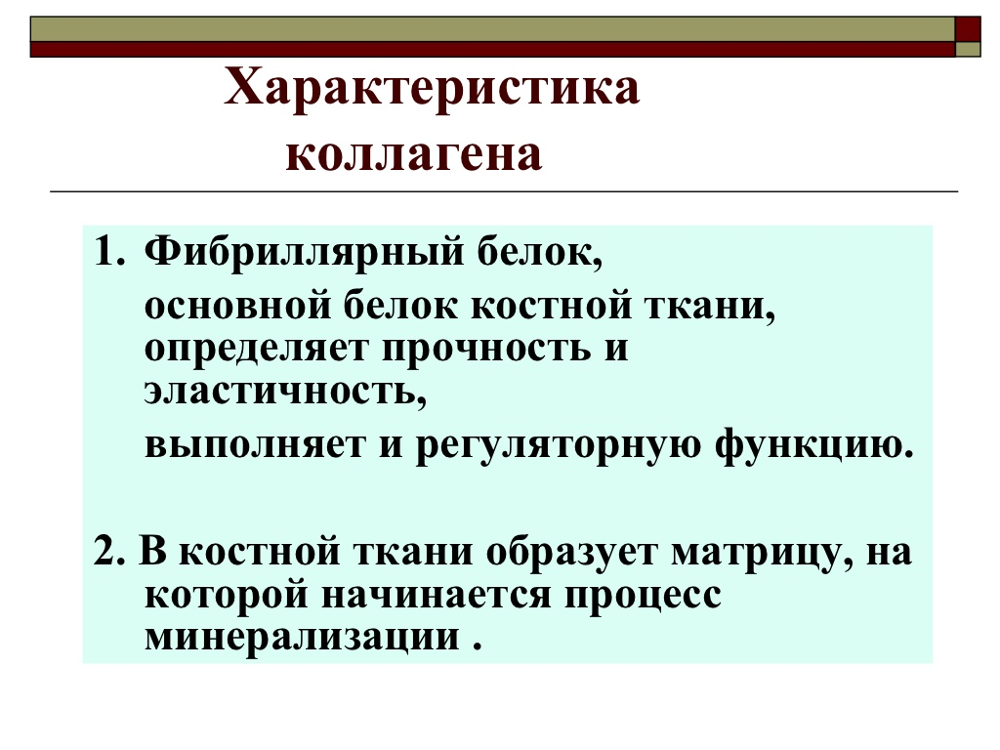 Характеристика
коллагена
1. Фибриллярный белок,
основной белок костной ткани,
определяет прочность и
эластичность,
выполняет и регуляторную функцию.
2. В костной ткани образует матрицу, на
которой начинается процесс
минерализации .